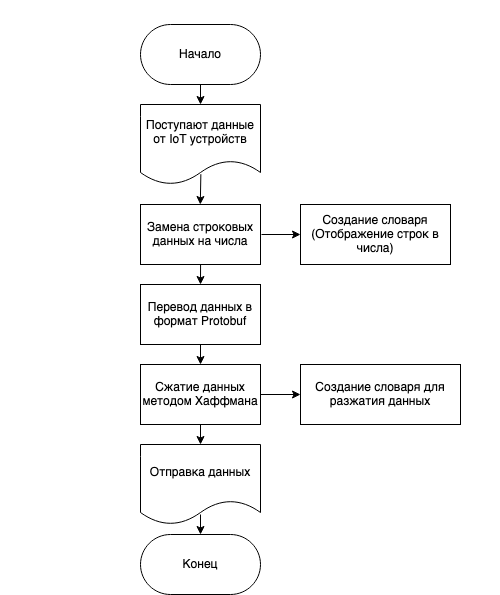 Начало
Поступают данные
от IoT устройств
Замена строковых
данных на числа
Создание словаря
(Отображение строк в
числа)
Перевод данных в
формат Protobuf
Сжатие данных
методом Хаффмана
Создание словаря для
разжатия данных
Отправка данных
Конец